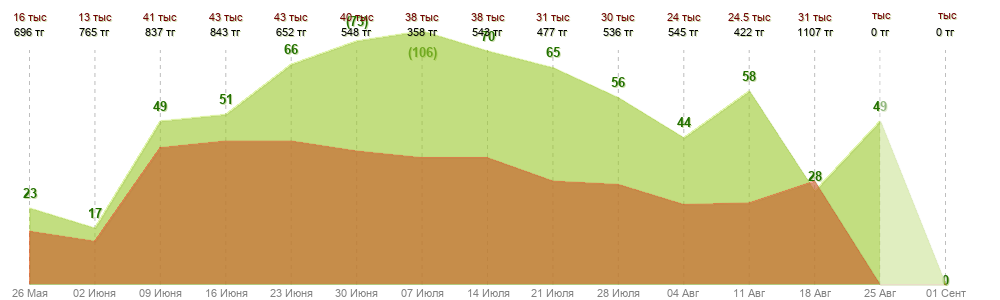 16 тыс 13 тыс 41 тыс 43 тыс 43 тыс 40 тыс 38 тыс 38 тыс 31 тыс 30 тыс 24 тыс 24.5 тыс 31 тыс тыс тыс
696 тг 765 тг 837 тг 843 тг 652 тг 548 тг 358 тг 543 тг 477 тг 536 тг 545 тг 422 тг 1107 тг 0 тг 0 тг
23 17 49 51 66 (75) (106) 70 65 56 44 58 28 49 0
26 Мая 02 Июня 09 Июня 16 Июня 23 Июня 30 Июня 07 Июля 14 Июля 21 Июля 28 Июля 04 Авг 11 Авг 18 Авг 25 Авг 01 Сент